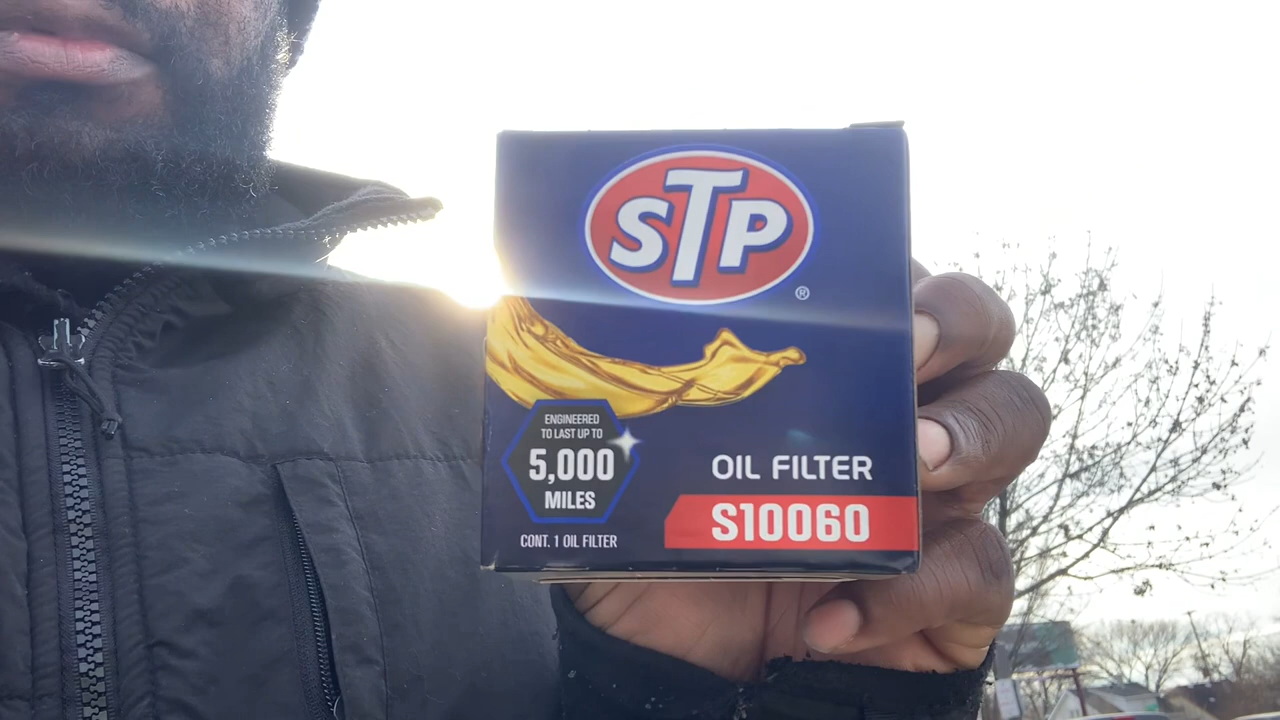 STP
®
ENGINEERED
TO LAST UP TO
5,000
MILES
CONT. 1 OIL FILTER
OIL FILTER
S10060